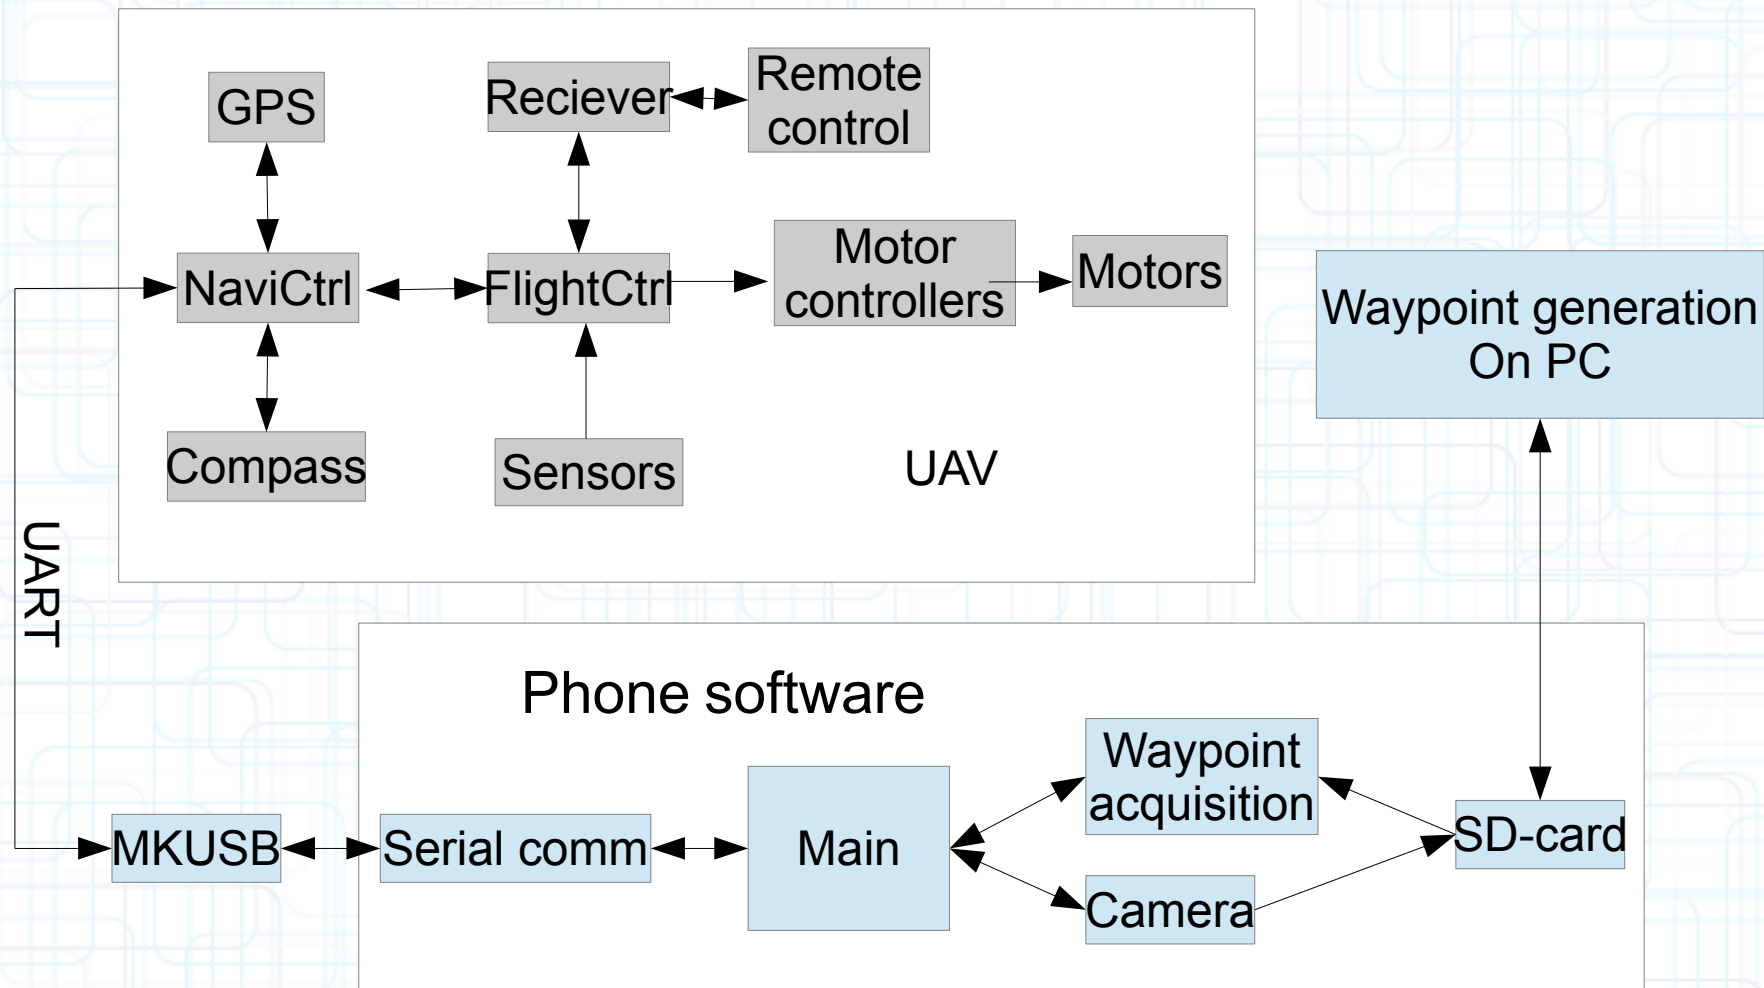 GPS
Reciever
Remote
control
NaviCtrl
FlightCtrl
Motor
controllers
Motors
Compass
Sensors
UAV
Waypoint generation
On PC
UART
Phone software
MKUSB
Serial comm
Main
Waypoint
acquisition
Camera
SD-card